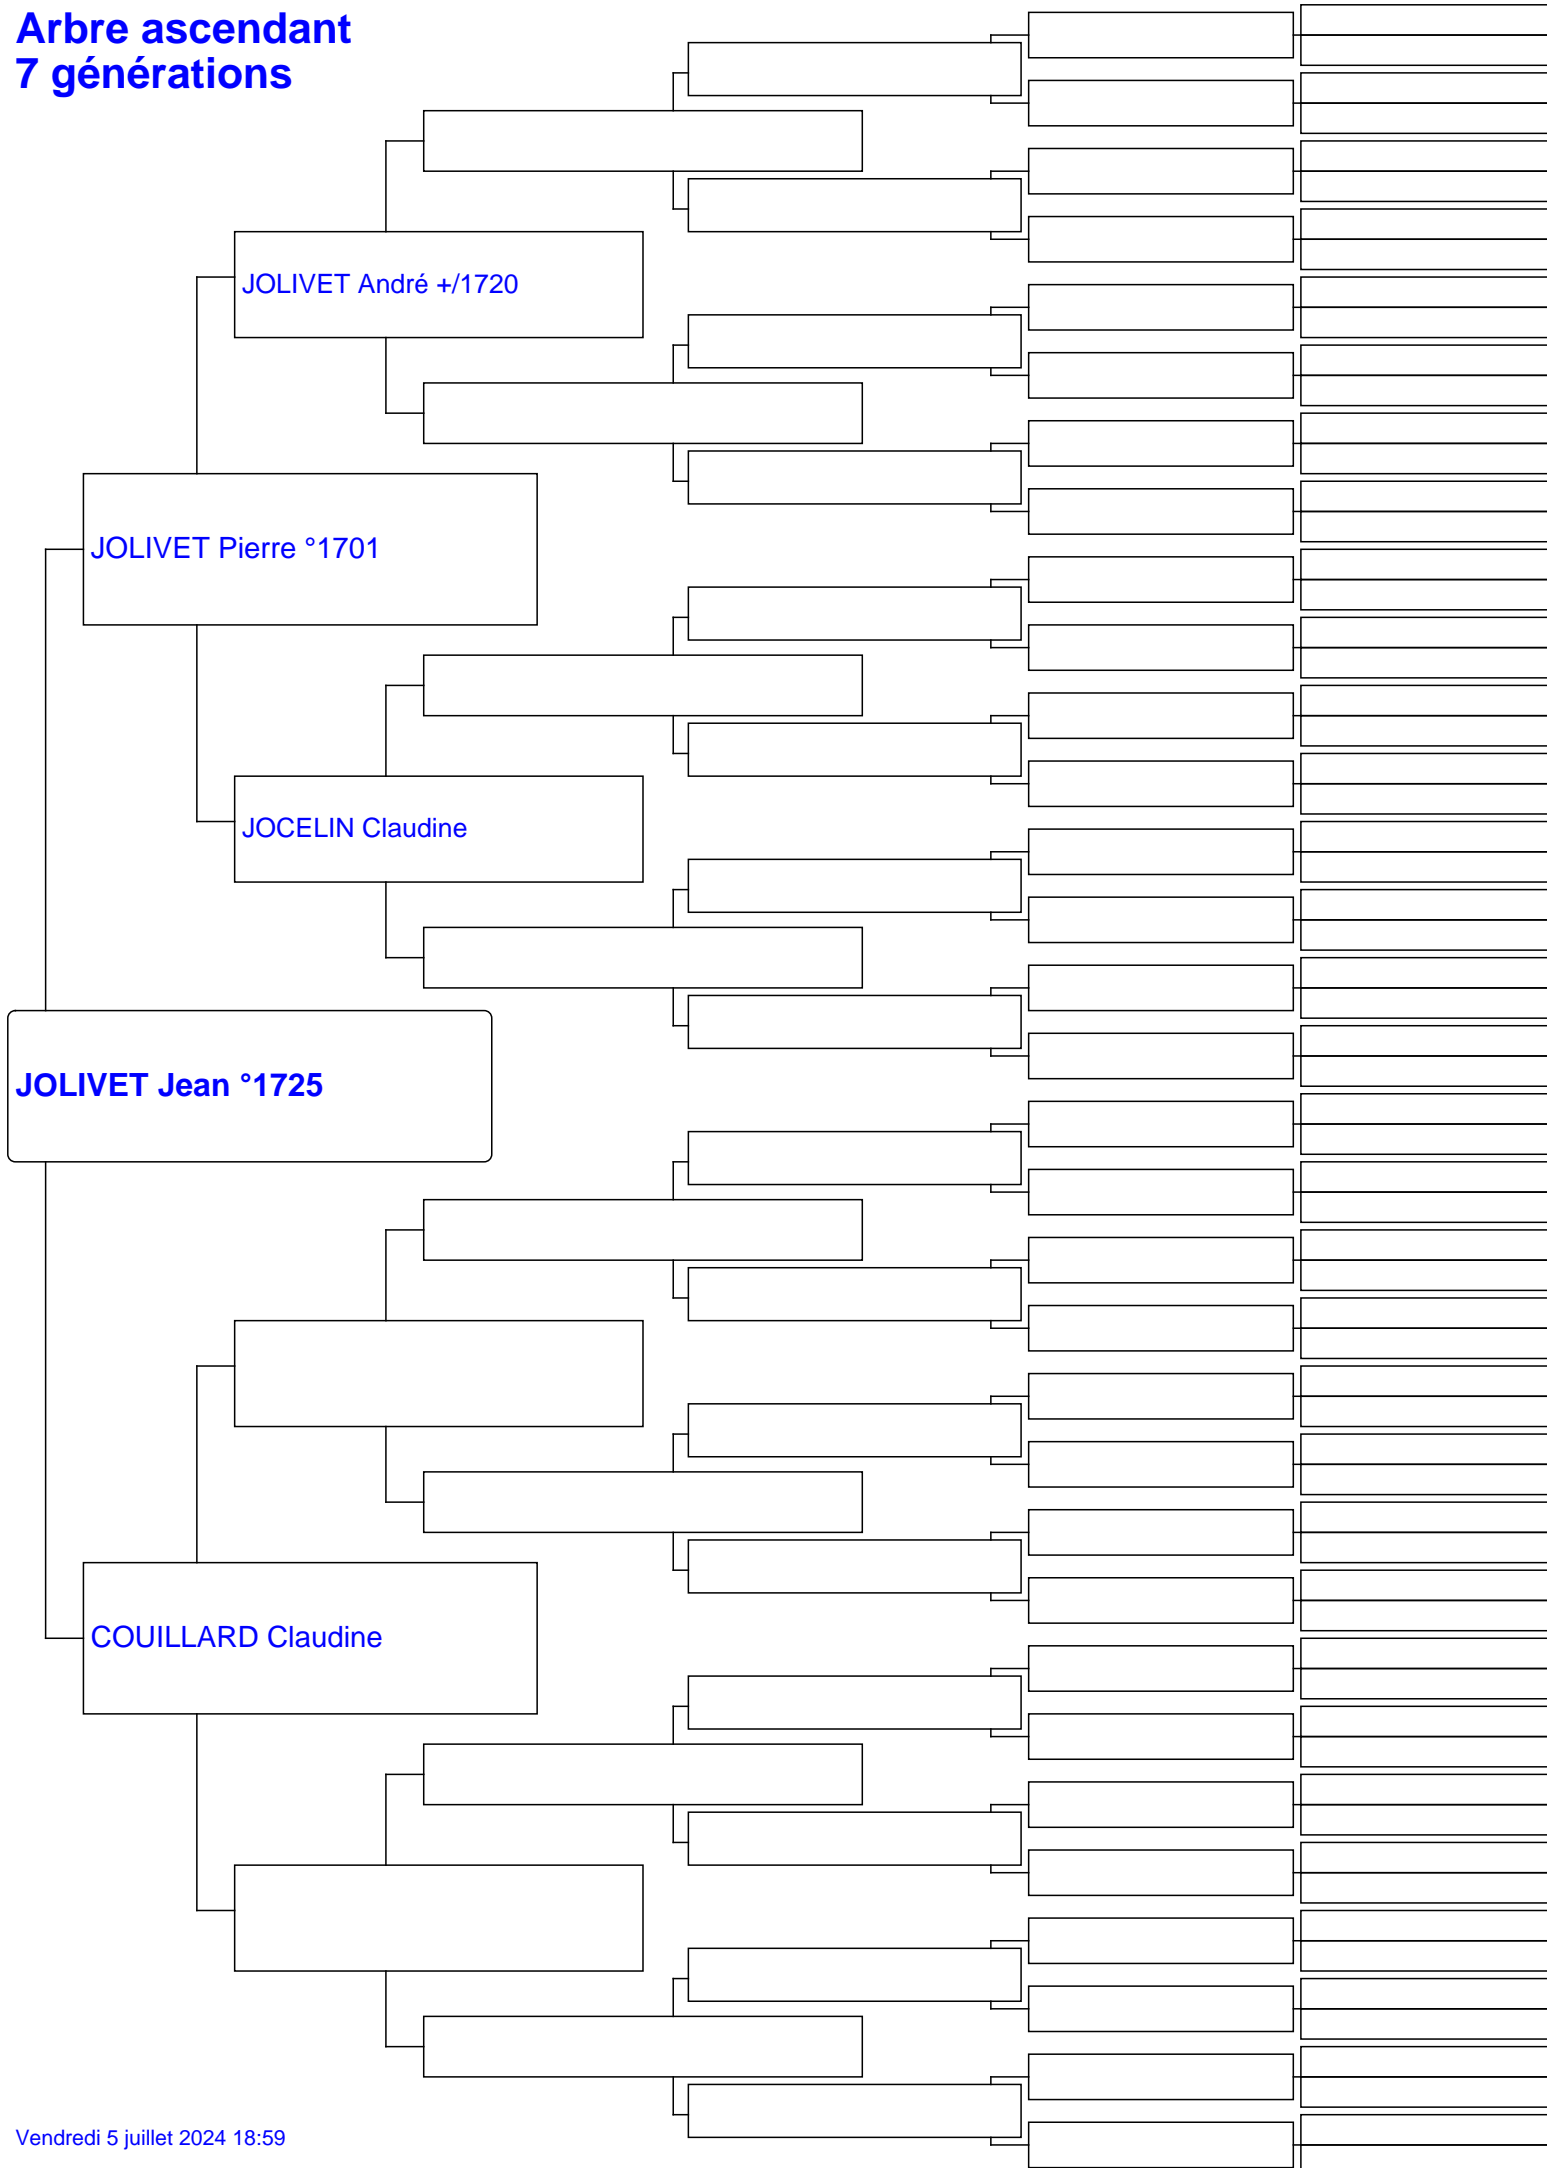 Arbre ascendant
7 générations
JOLIVET André +/1720
JOLIVET Pierre °1701
JOCELIN Claudine
JOLIVET Jean °1725
COUILLARD Claudine
Vendredi 5 juillet 2024 18:59